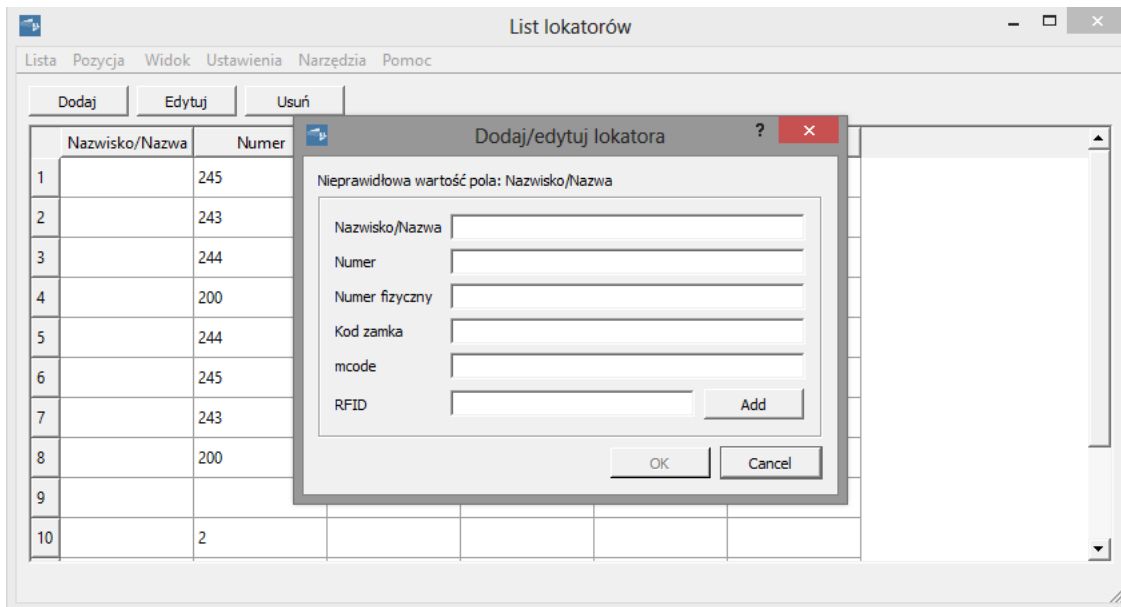 List lokatorów
Lista Pozycja Widok Ustawienia Narzędzia Pomoc
Dodaj Edytuj Usuń
Nazwisko/Nazwa Numer
1 245
2 243
3 244
4 200
5 244
6 245
7 243
8 200
9
10 2
Dodaj/edytuj lokatora ?
Nieprawidłowa wartość pola: Nazwisko/Nazwa
Nazwisko/Nazwa
Numer
Numer fizyczny
Kod zamka
mcode
RFID Add
OK Cancel